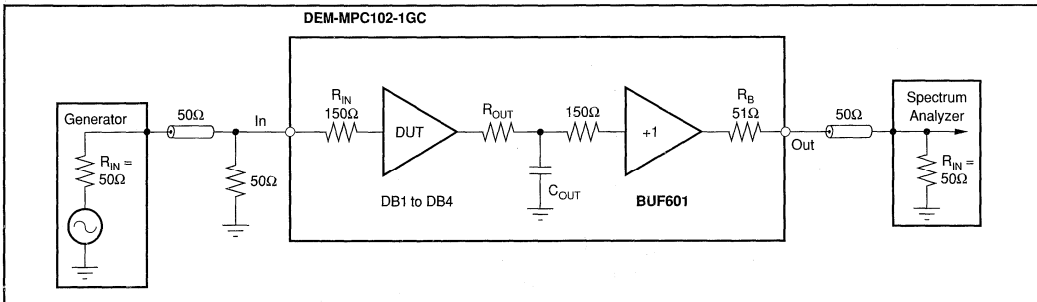 DEM-MPC102-1GC
Generator
R_IN =
50Ω
50Ω
In
50Ω
R_IN
150Ω
DUT
DB1 to DB4
R_OUT
C_OUT
150Ω
+1
BUF601
R_B
51Ω
Out
50Ω
Spectrum
Analyzer
R_IN =
50Ω